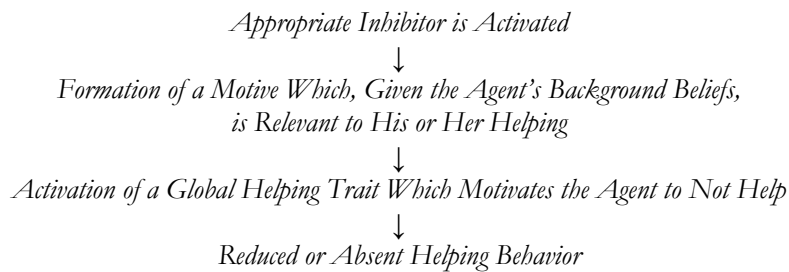 Appropriate Inhibitor is Activated
↓
Formation of a Motive Which, Given the Agent's Background Beliefs,
is Relevant to His or Her Helping
↓
Activation of a Global Helping Trait Which Motivates the Agent to Not Help
↓
Reduced or Absent Helping Behavior